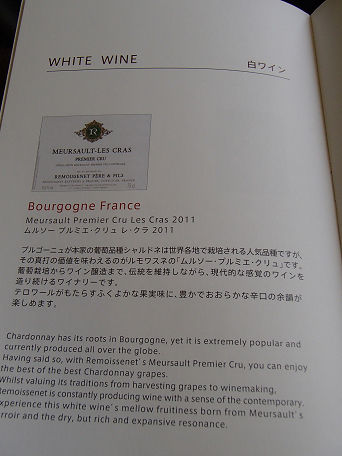 WHITE WINE
白ワイン
R
MEURSAULT-LES CRAS
PREMIER CRU
REMOISSENET PÈRE & FILS
Bourgogne France
Meursault Premier Cru Les Cras 2011
ムルソー プルミエ・クリュ レ・クラ 2011
ブルゴーニュが本家の葡萄品種シャルドネは世界各地で栽培される人気品種ですが、
その真打の価値を味わえるのがルモワスネの「ムルソー・プルミエ・クリュ」です。
葡萄栽培からワイン醸造まで、伝統を維持しながら、現代的な感覚のワインを
造り続けるワイナリーです。
テロワールがもたらすふくよかな果実味に、豊かでおおらかな辛口の余韻が
楽しめます。
Chardonnay has its roots in Bourgogne, yet it is extremely popular and
currently produced all over the globe.
Having said so, with Remoissenet's Meursault Premier Cru, you can enjoy
the best of the best Chardonnay grapes.
Whilst valuing its traditions from harvesting grapes to winemaking,
Remoissenet is constantly producing wine with a sense of the contemporary.
xperience this white wine's mellow fruitiness born from Meursault's
rroir and the dry, but rich and expansive resonance.